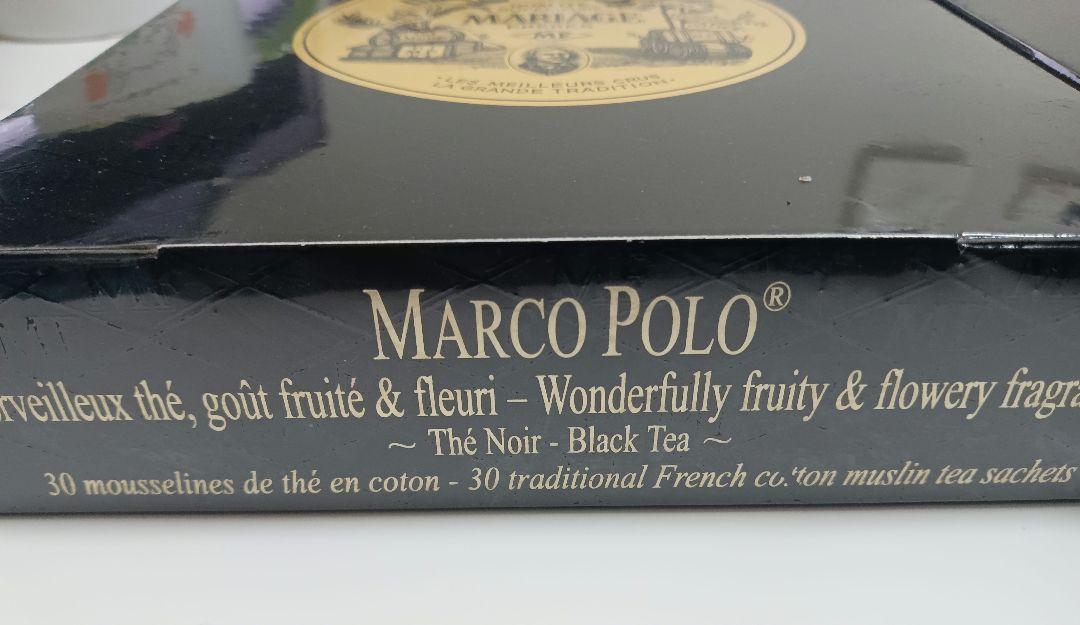 MARIAGE
MF
·LES MEILLEURS CRUS
LA GRANDE TRADITION·
MARCO POLO®
rveilleux thé, goût fruité & fleuri – Wonderfully fruity & flowery fragra
~ Thé Noir - Black Tea ~
30 mousselines de thé en coton - 30 traditional French cotton muslin tea sachets